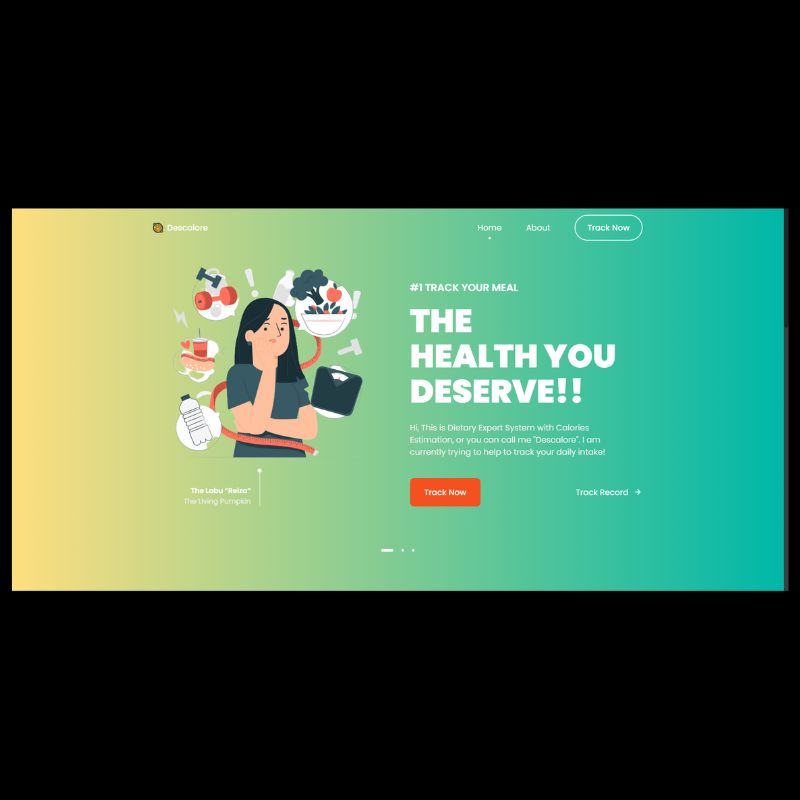 Descalore
Home
About
Track Now
#1 TRACK YOUR MEAL
THE
HEALTH YOU
DESERVE!!
Hi, This is Dietary Expert System with Calories
Estimation, or you can call me "Descalore". I am
currently trying to help to track your daily intake!
Track Now
Track Record →
The Labu "Reiza"
The Living Pumpkin